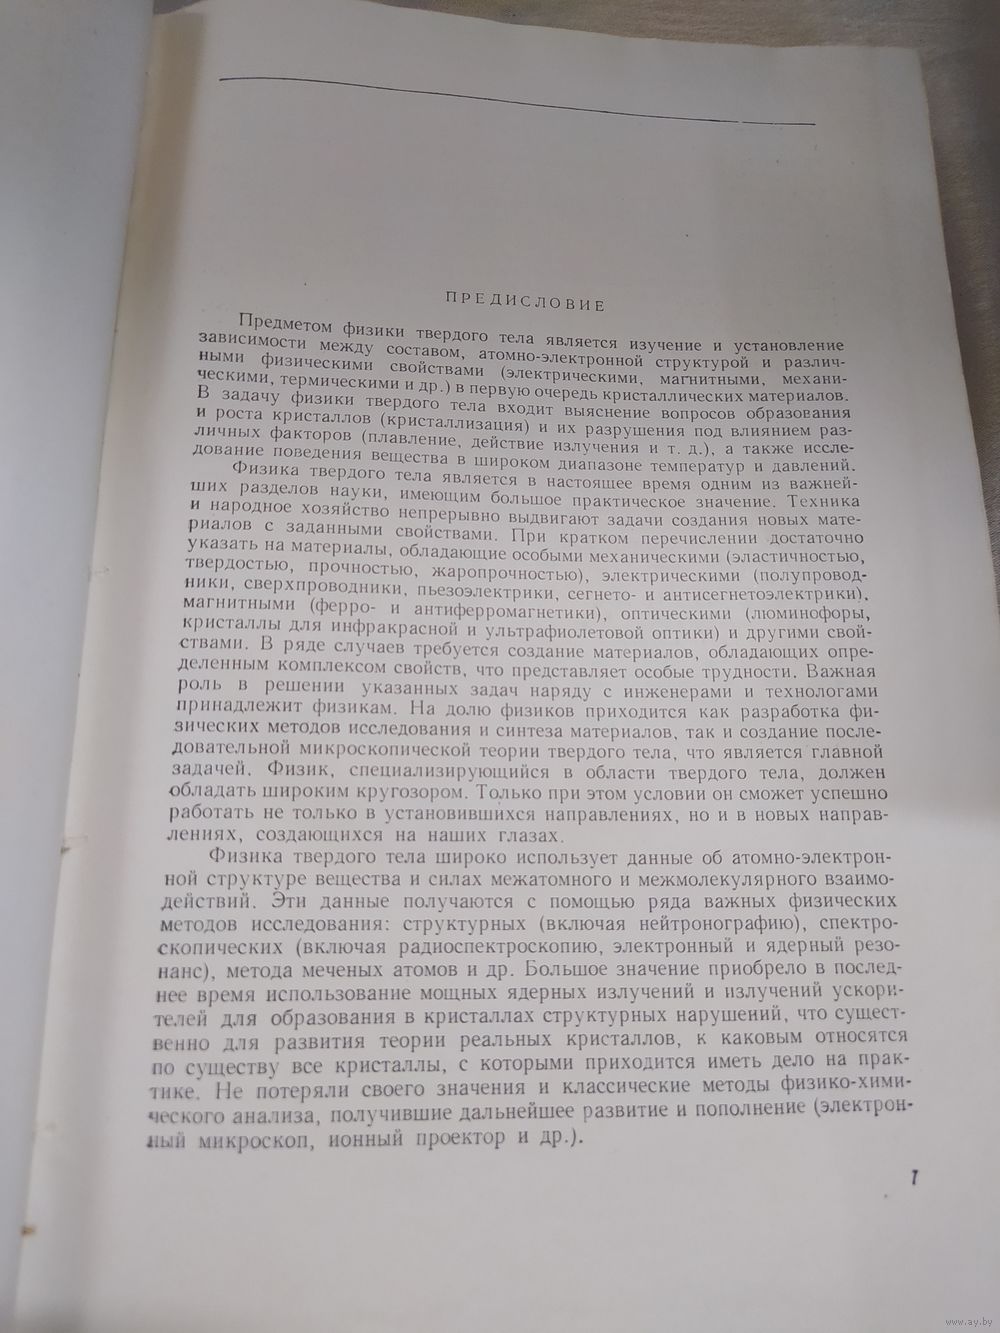 ПРЕДИСЛОВИЕ
Предметом физики твердого тела является изучение и установление
зависимости между составом, атомно-электронной структурой и различ-
ными физическими свойствами (электрическими, магнитными, механи-
ческими, термическими и др.) в первую очередь кристаллических материалов.
В задачу физики твердого тела входит выяснение вопросов образования
и роста кристаллов (кристаллизация) и их разрушения под влиянием раз-
личных факторов (плавление, действие излучения и т. д.), а также иссле-
дование поведения вещества в широком диапазоне температур и давлений.
Физика твердого тела является в настоящее время одним из важней-
ших разделов науки, имеющим большое практическое значение. Техника
и народное хозяйство непрерывно выдвигают задачи создания новых мате-
риалов с заданными свойствами. При кратком перечислении достаточно
указать на материалы, обладающие особыми механическими (эластичностью,
твердостью, прочностью, жаропрочностью), электрическими (полупровод-
ники, сверхпроводники, пьезоэлектрики, сегнето- и антисегнетоэлектрики),
магнитными (ферро- и антиферромагнетики), оптическими (люминофоры,
кристаллы для инфракрасной и ультрафиолетовой оптики) и другими свой-
ствами. В ряде случаев требуется создание материалов, обладающих опре-
деленным комплексом свойств, что представляет особые трудности. Важная
роль в решении указанных задач наряду с инженерами и технологами
принадлежит физикам. На долю физиков приходится как разработка фи-
зических методов исследования и синтеза материалов, так и создание после-
довательной микроскопической теории твердого тела, что является главной
задачей. Физик, специализирующийся в области твердого тела, должен
обладать широким кругозором. Только при этом условии он сможет успешно
работать не только в установившихся направлениях, но и в новых направ-
лениях, создающихся на наших глазах.
Физика твердого тела широко использует данные об атомно-электрон-
ной структуре вещества и силах межатомного и межмолекулярного взаимо-
действий. Эти данные получаются с помощью ряда важных физических
методов исследования: структурных (включая нейтронографию), спектро-
скопических (включая радиоспектроскопию, электронный и ядерный резо-
нанс), метода меченых атомов и др. Большое значение приобрело в послед-
нее время использование мощных ядерных излучений и излучений ускори-
телей для образования в кристаллах структурных нарушений, что сущест-
венно для развития теории реальных кристаллов, к каковым относятся
по существу все кристаллы, с которыми приходится иметь дело на прак-
тике. Не потеряли своего значения и классические методы физико-хими-
ческого анализа, получившие дальнейшее развитие и пополнение (электрон-
ный микроскоп, ионный проектор и др.).
7
www.ay.by